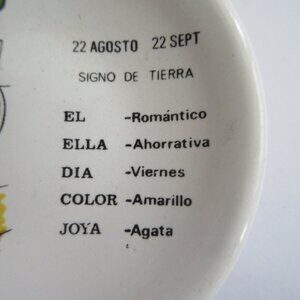 22 AGOSTO 22 SEPT
SIGNO DE TIERRA
EL -Romántico
ELLA -Ahorrativa
DIA -Viernes
COLOR -Amarillo
JOYA -Agata